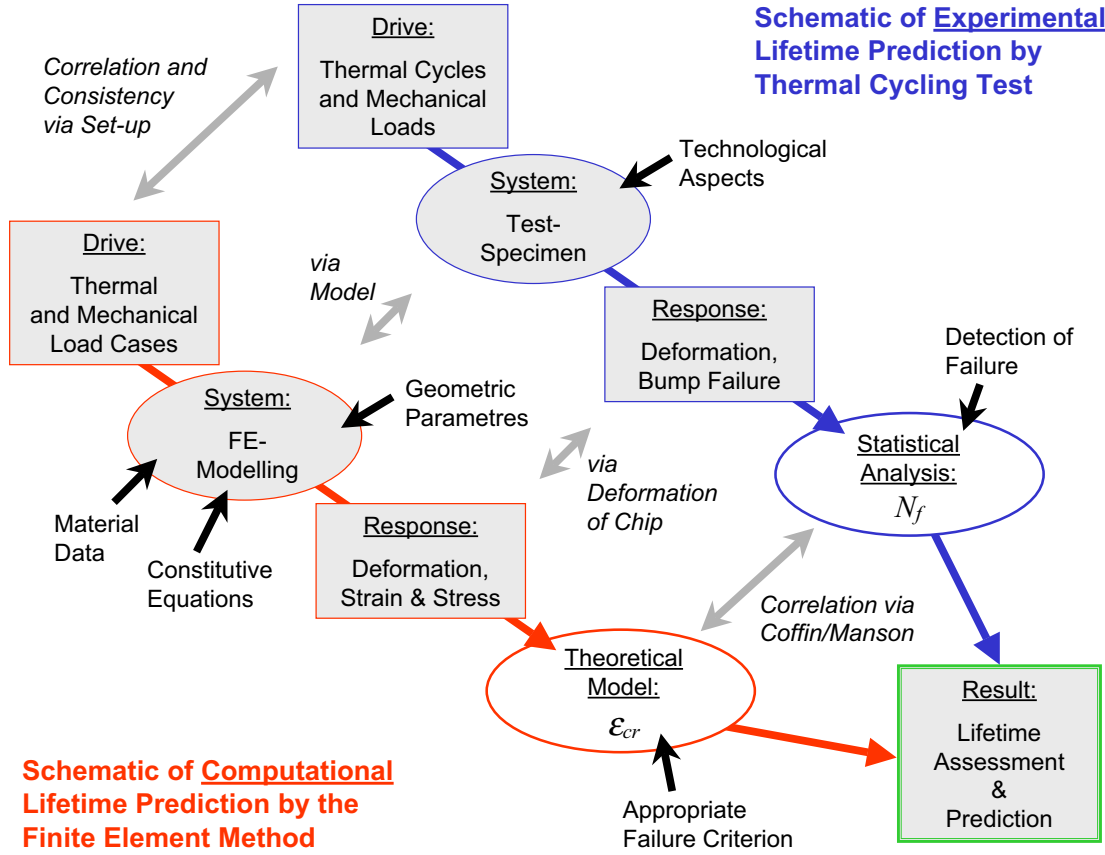 Schematic of Experimental
Lifetime Prediction by
Thermal Cycling Test
Drive:
Thermal Cycles
and Mechanical
Loads
Correlation and
Consistency
via Set-up
Technological
Aspects
System:
Test-
Specimen
Drive:
Thermal
and Mechanical
Load Cases
via
Model
Response:
Deformation,
Bump Failure
Detection of
Failure
System:
FE-
Modelling
Geometric
Parametres
Statistical
Analysis:
N_f
via
Deformation
of Chip
Material
Data
Constitutive
Equations
Response:
Deformation,
Strain & Stress
Correlation via
Coffin/Manson
Theoretical
Model:
ε_cr
Result:
Lifetime
Assessment
&
Prediction
Appropriate
Failure Criterion
Schematic of Computational
Lifetime Prediction by the
Finite Element Method